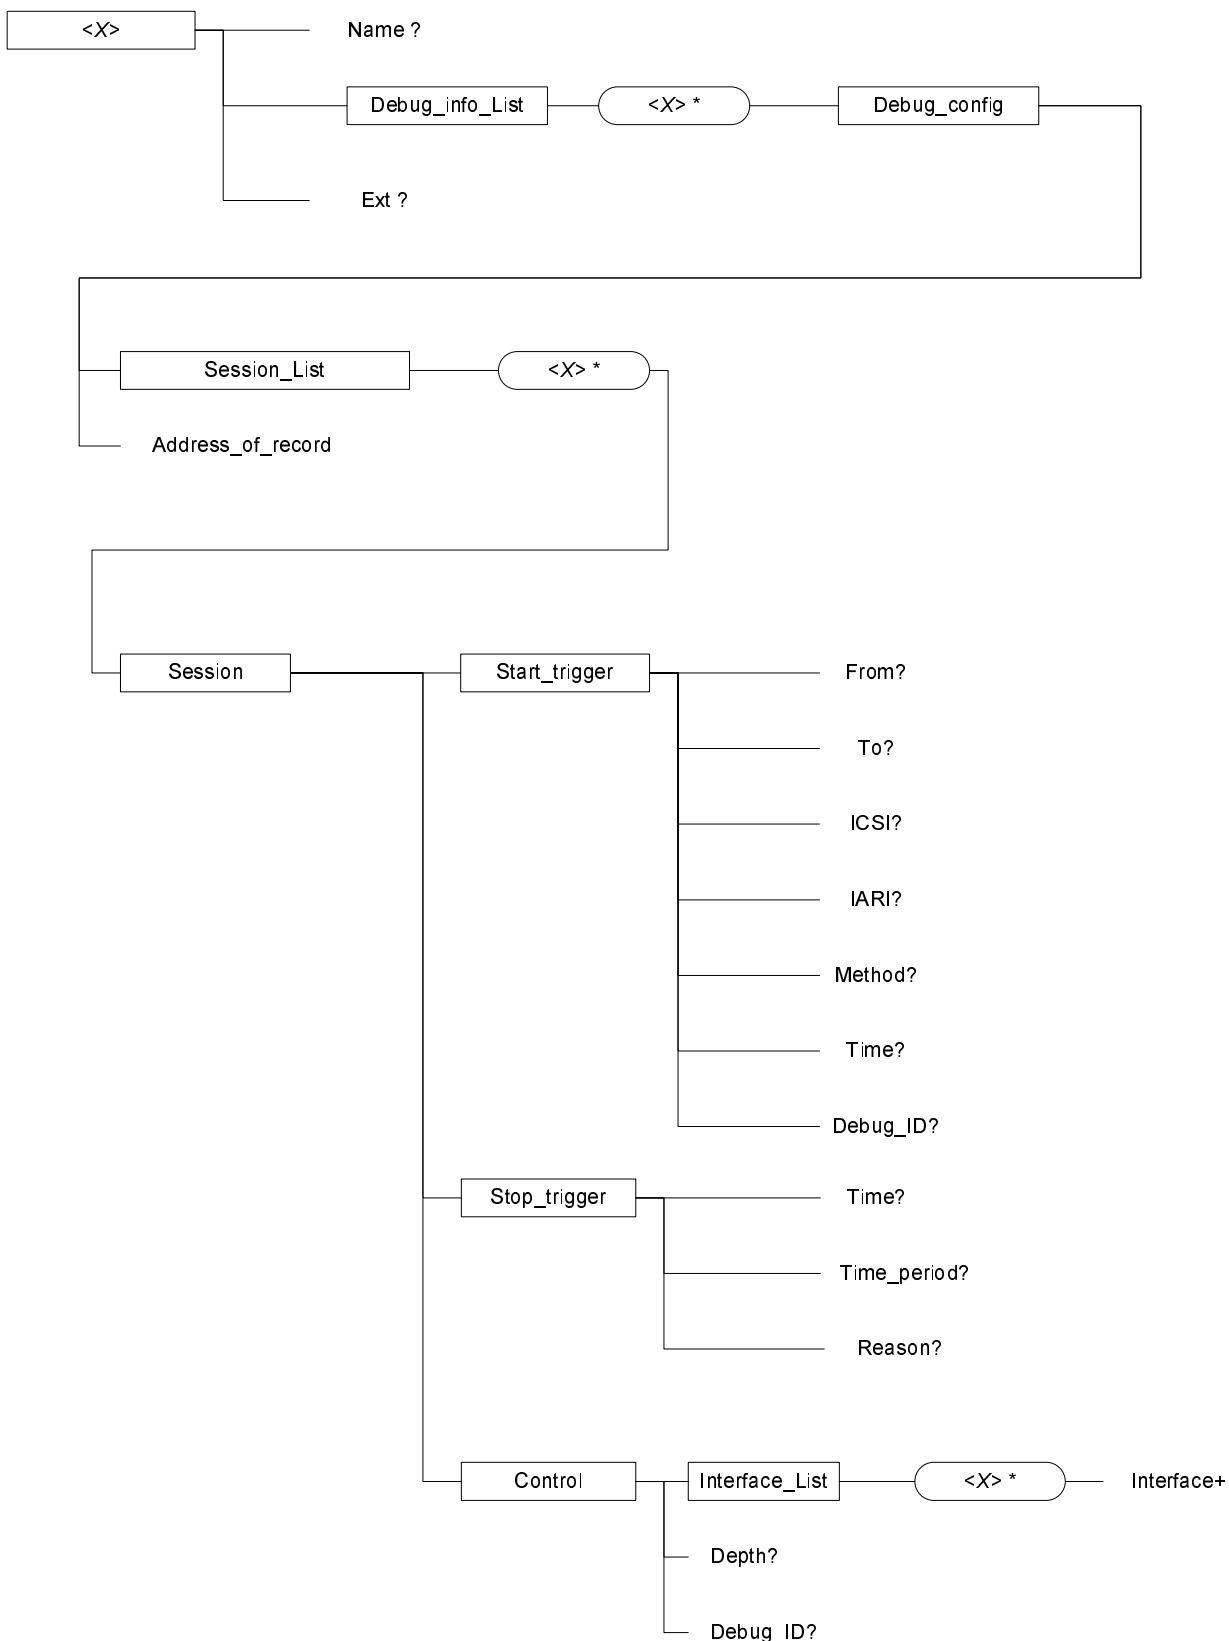 <X>
Name ?
Debug_info_List
<X> *
Debug_config
Ext ?
Session_List
<X> *
Address_of_record
Session
Start_trigger
From?
To?
ICSI?
IARI?
Method?
Time?
Debug_ID?
Stop_trigger
Time?
Time_period?
Reason?
Control
Interface_List
<X> *
Interface+
Depth?
Debug_ID?